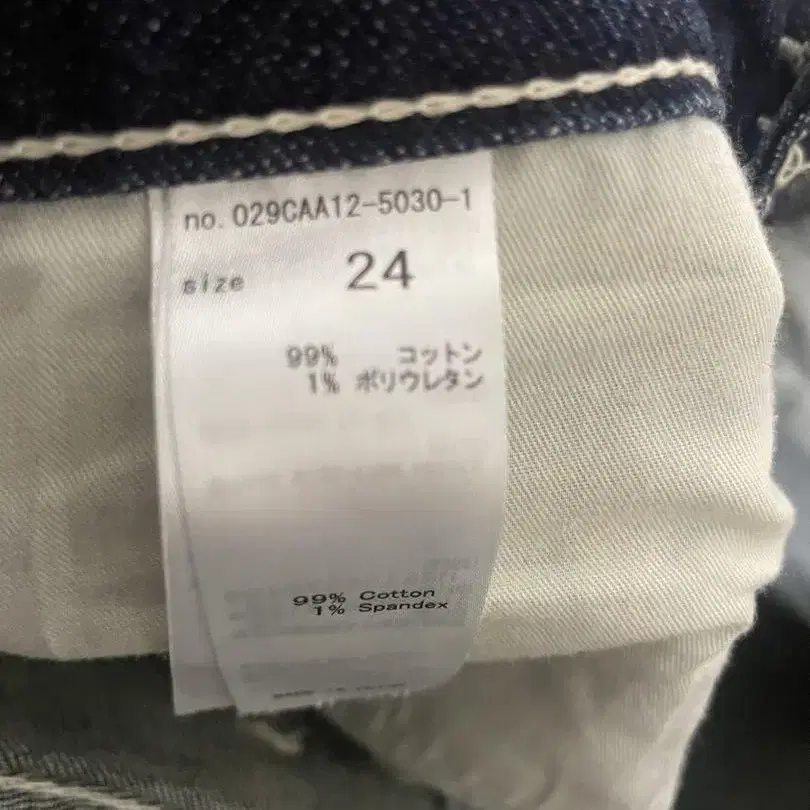 no. 029CAA12-5030-1
size 24
99% コットン
1% ポリウレタン
99% Cotton
1% Spandex